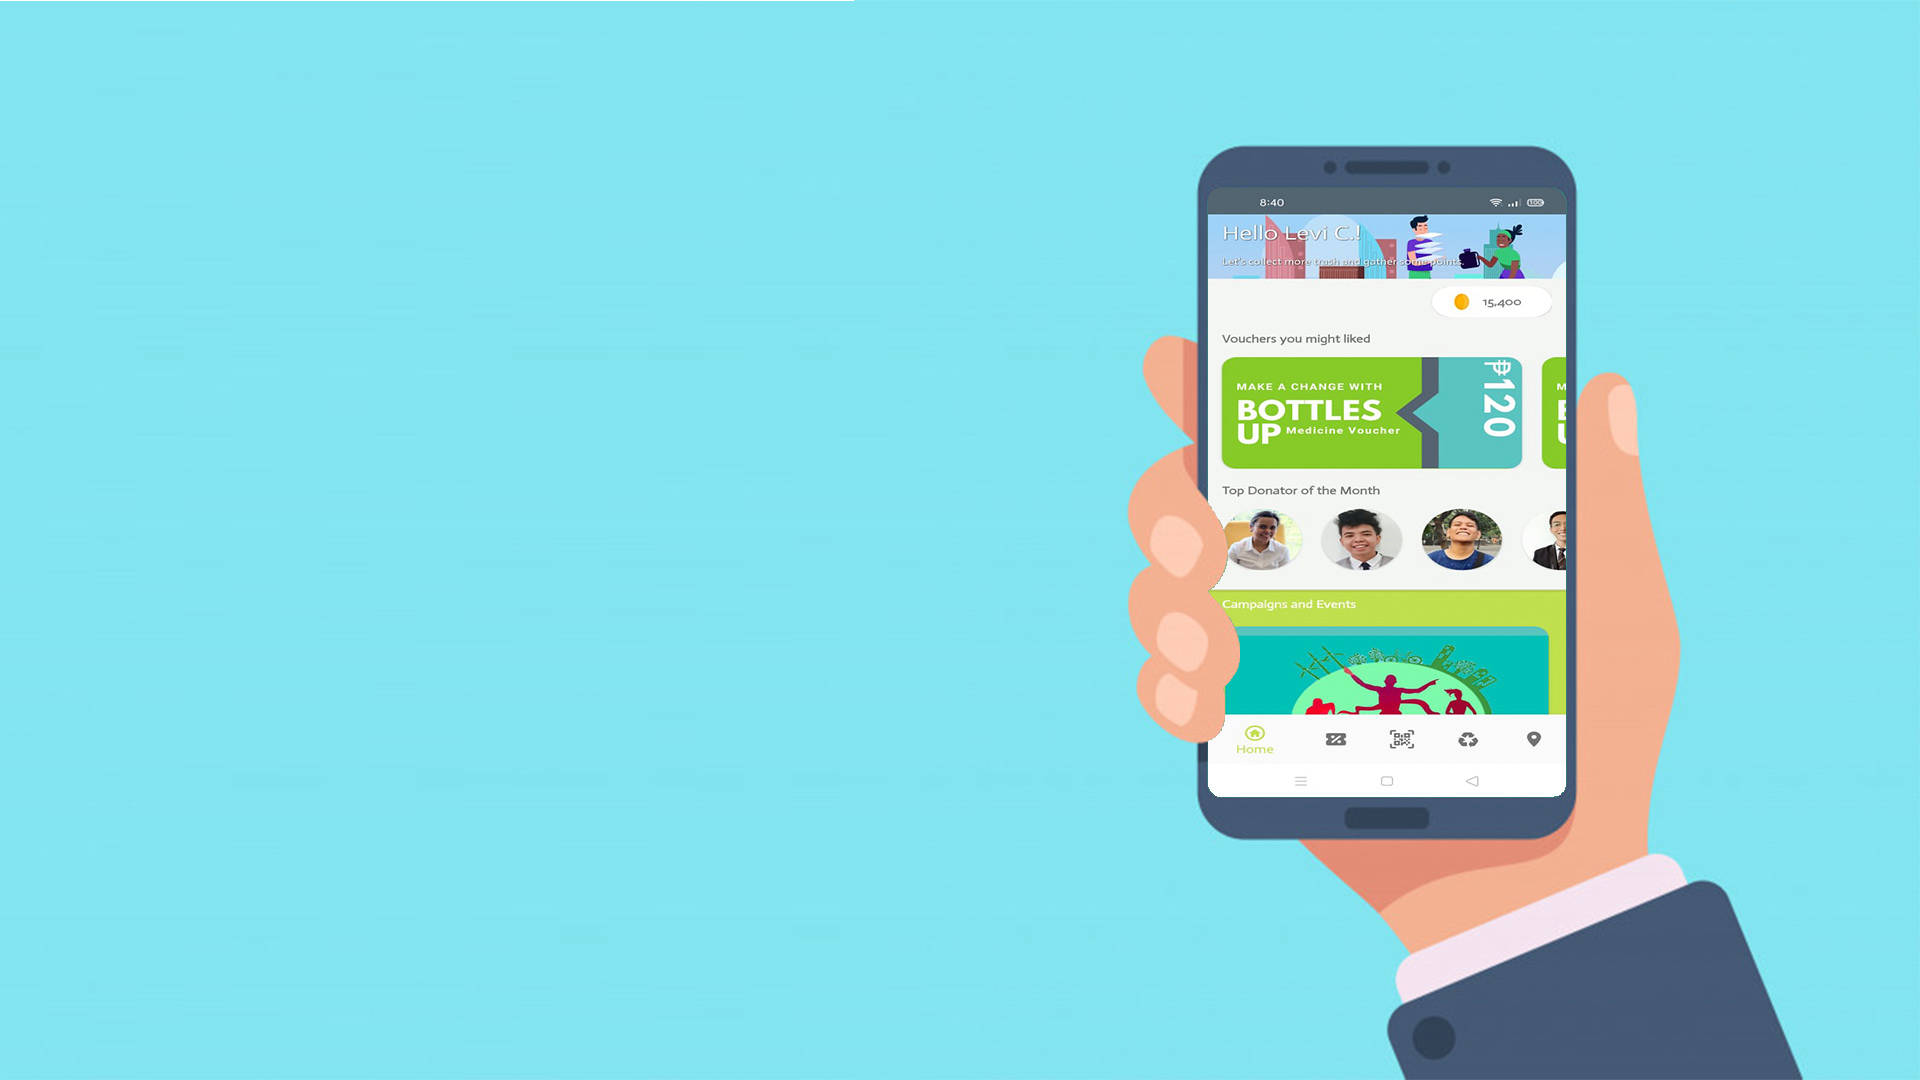 8:40
100
Hello Levi C.!
Let's collect more trash and gather some points.
15,400
Vouchers you might liked
MAKE A CHANGE WITH
BOTTLES
UP Medicine Voucher
₱120
M
B
U
Top Donator of the Month
Campaigns and Events
Home